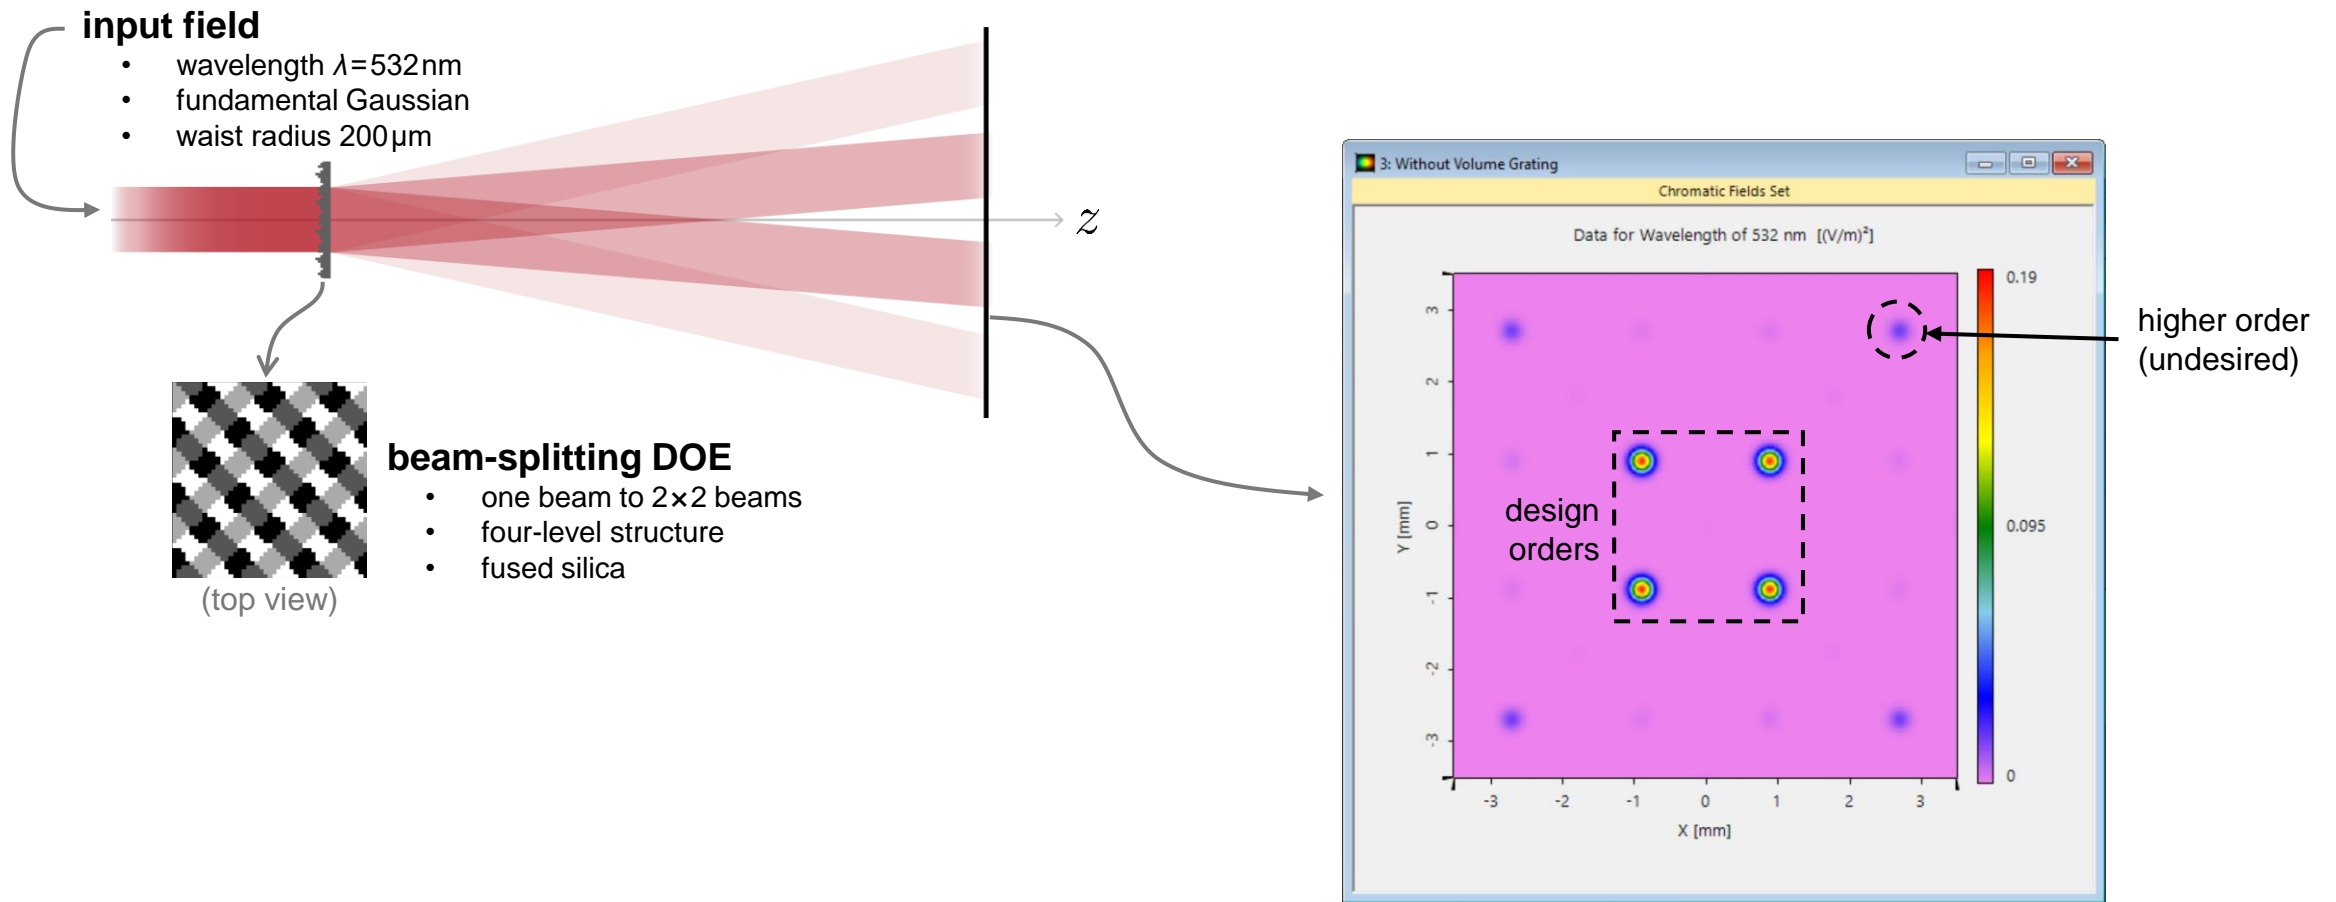 input field
• wavelength λ=532nm
• fundamental Gaussian
• waist radius 200µm
z
(top view)
beam-splitting DOE
• one beam to 2×2 beams
• four-level structure
• fused silica
3: Without Volume Grating
Chromatic Fields Set
Data for Wavelength of 532 nm [(V/m)²]
0.19
0.095
0
Y [mm]
3
2
1
0
-1
-2
-3
-3 -2 -1 0 1 2 3
X [mm]
design
orders
higher order
(undesired)